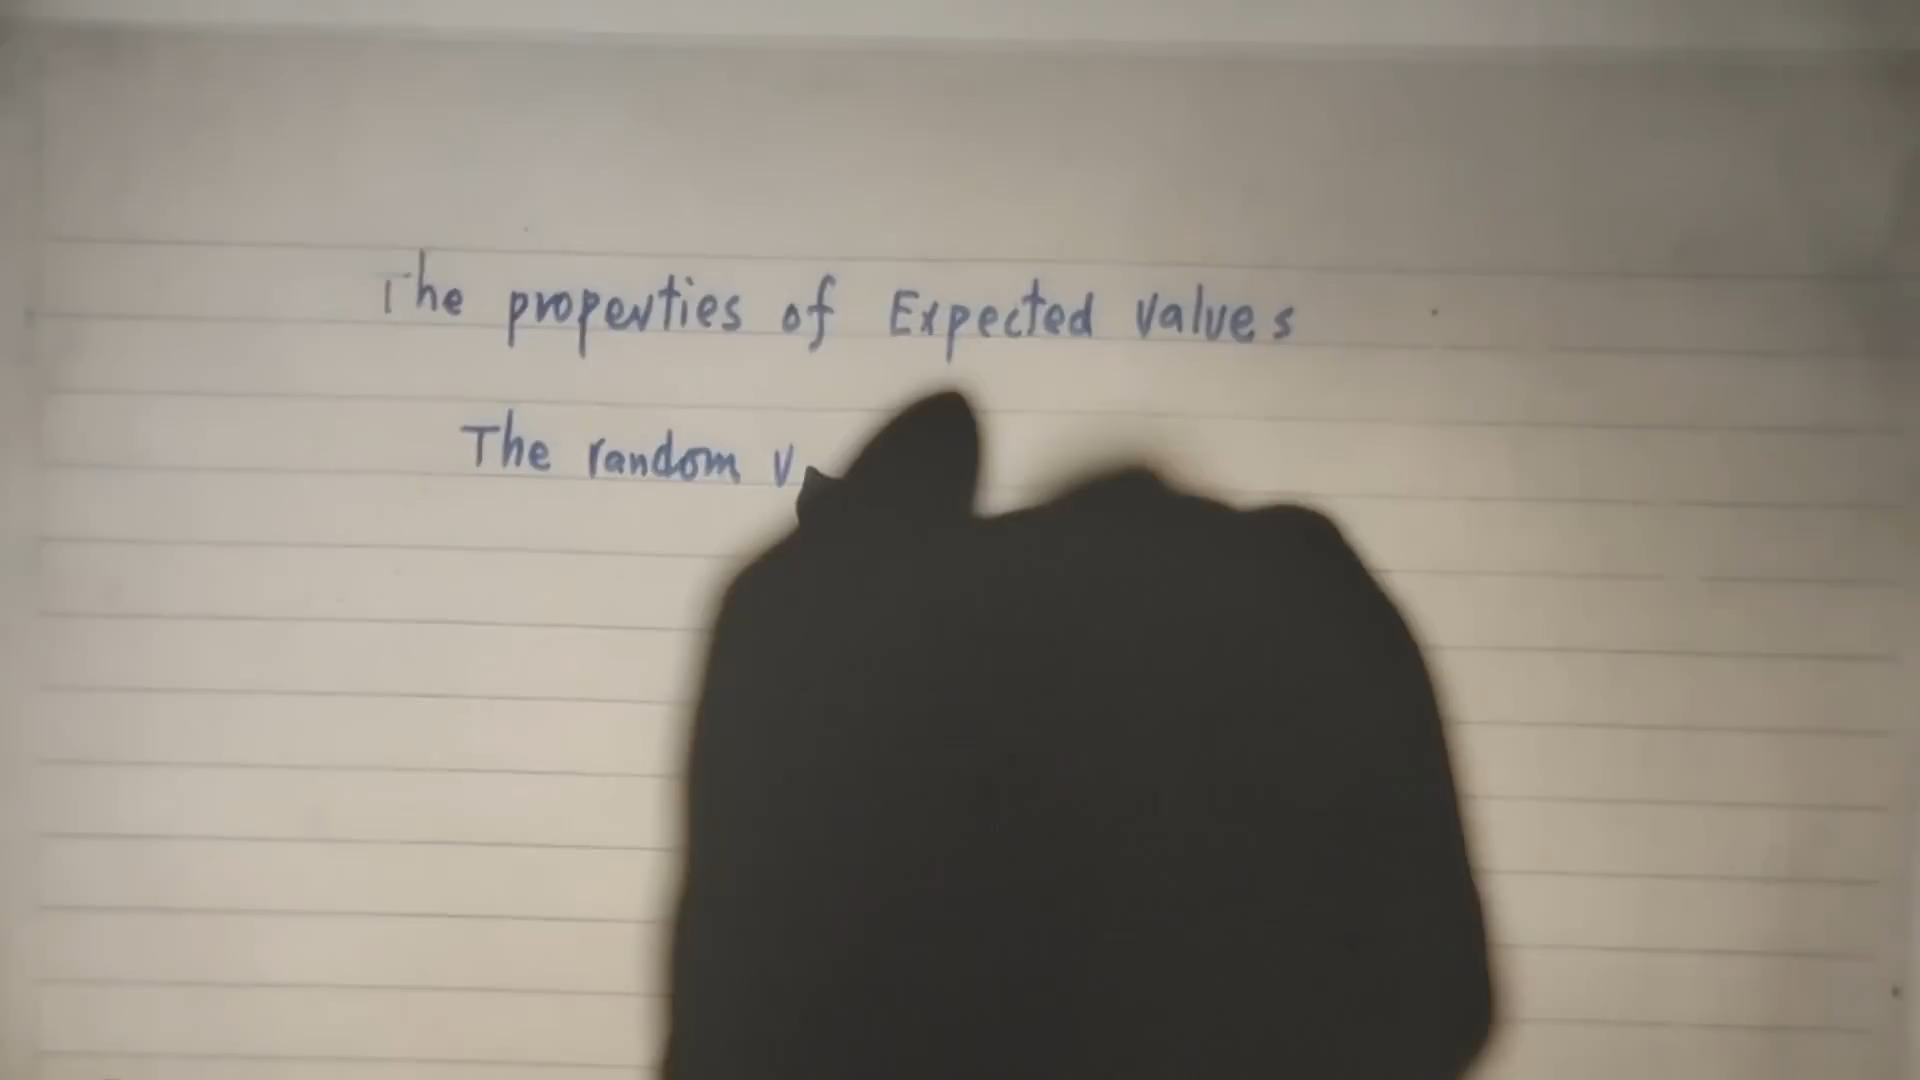 The properties of Expected values
The random v